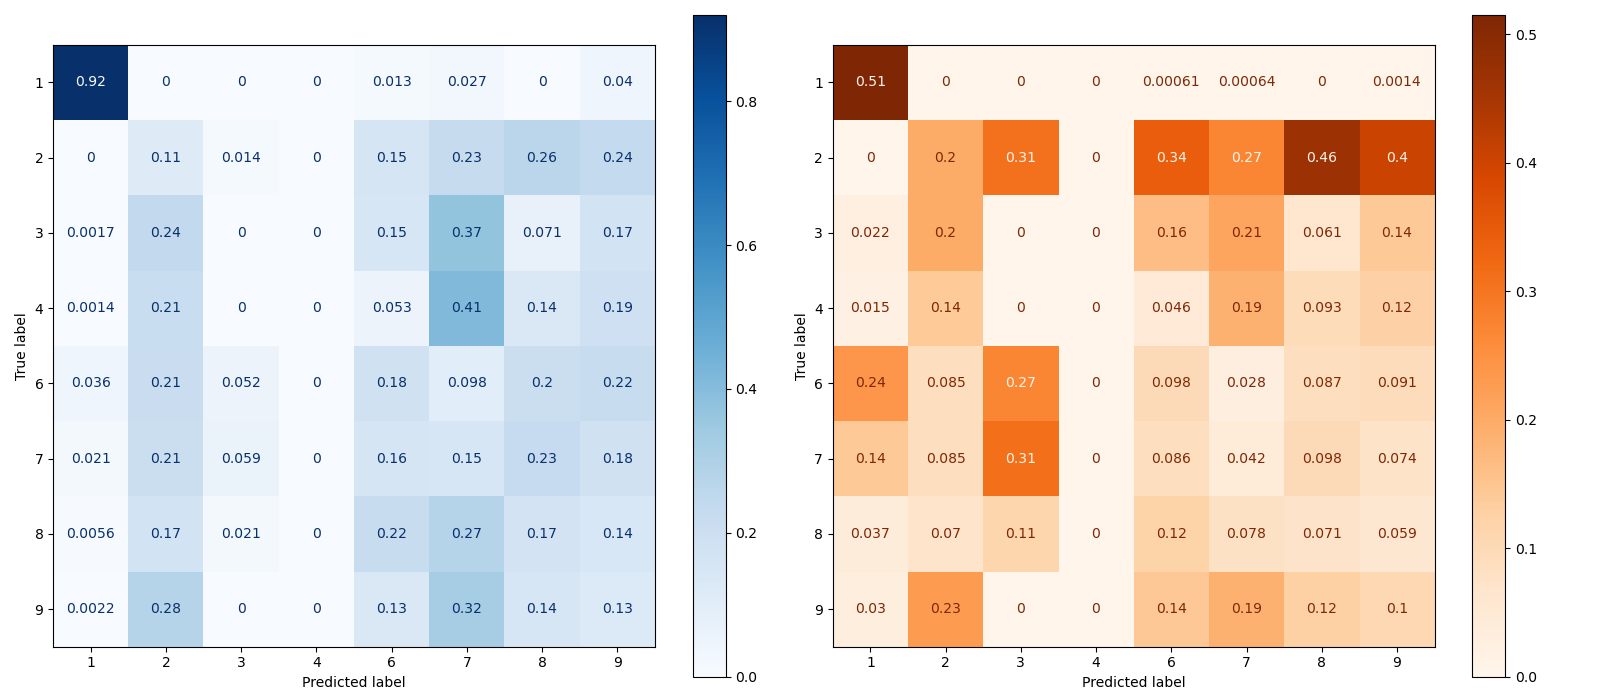 1 0.92 0 0 0 0.013 0.027 0 0.04
2 0 0.11 0.014 0 0.15 0.23 0.26 0.24
3 0.0017 0.24 0 0 0.15 0.37 0.071 0.17
4 0.0014 0.21 0 0 0.053 0.41 0.14 0.19
6 0.036 0.21 0.052 0 0.18 0.098 0.2 0.22
7 0.021 0.21 0.059 0 0.16 0.15 0.23 0.18
8 0.0056 0.17 0.021 0 0.22 0.27 0.17 0.14
9 0.0022 0.28 0 0 0.13 0.32 0.14 0.13
1 2 3 4 6 7 8 9
Predicted label
True label
0.8
0.6
0.4
0.2
0.0
1 0.51 0 0 0 0.00061 0.00064 0 0.0014
2 0 0.2 0.31 0 0.34 0.27 0.46 0.4
3 0.022 0.2 0 0 0.16 0.21 0.061 0.14
4 0.015 0.14 0 0 0.046 0.19 0.093 0.12
6 0.24 0.085 0.27 0 0.098 0.028 0.087 0.091
7 0.14 0.085 0.31 0 0.086 0.042 0.098 0.074
8 0.037 0.07 0.11 0 0.12 0.078 0.071 0.059
9 0.03 0.23 0 0 0.14 0.19 0.12 0.1
1 2 3 4 6 7 8 9
Predicted label
True label
0.5
0.4
0.3
0.2
0.1
0.0